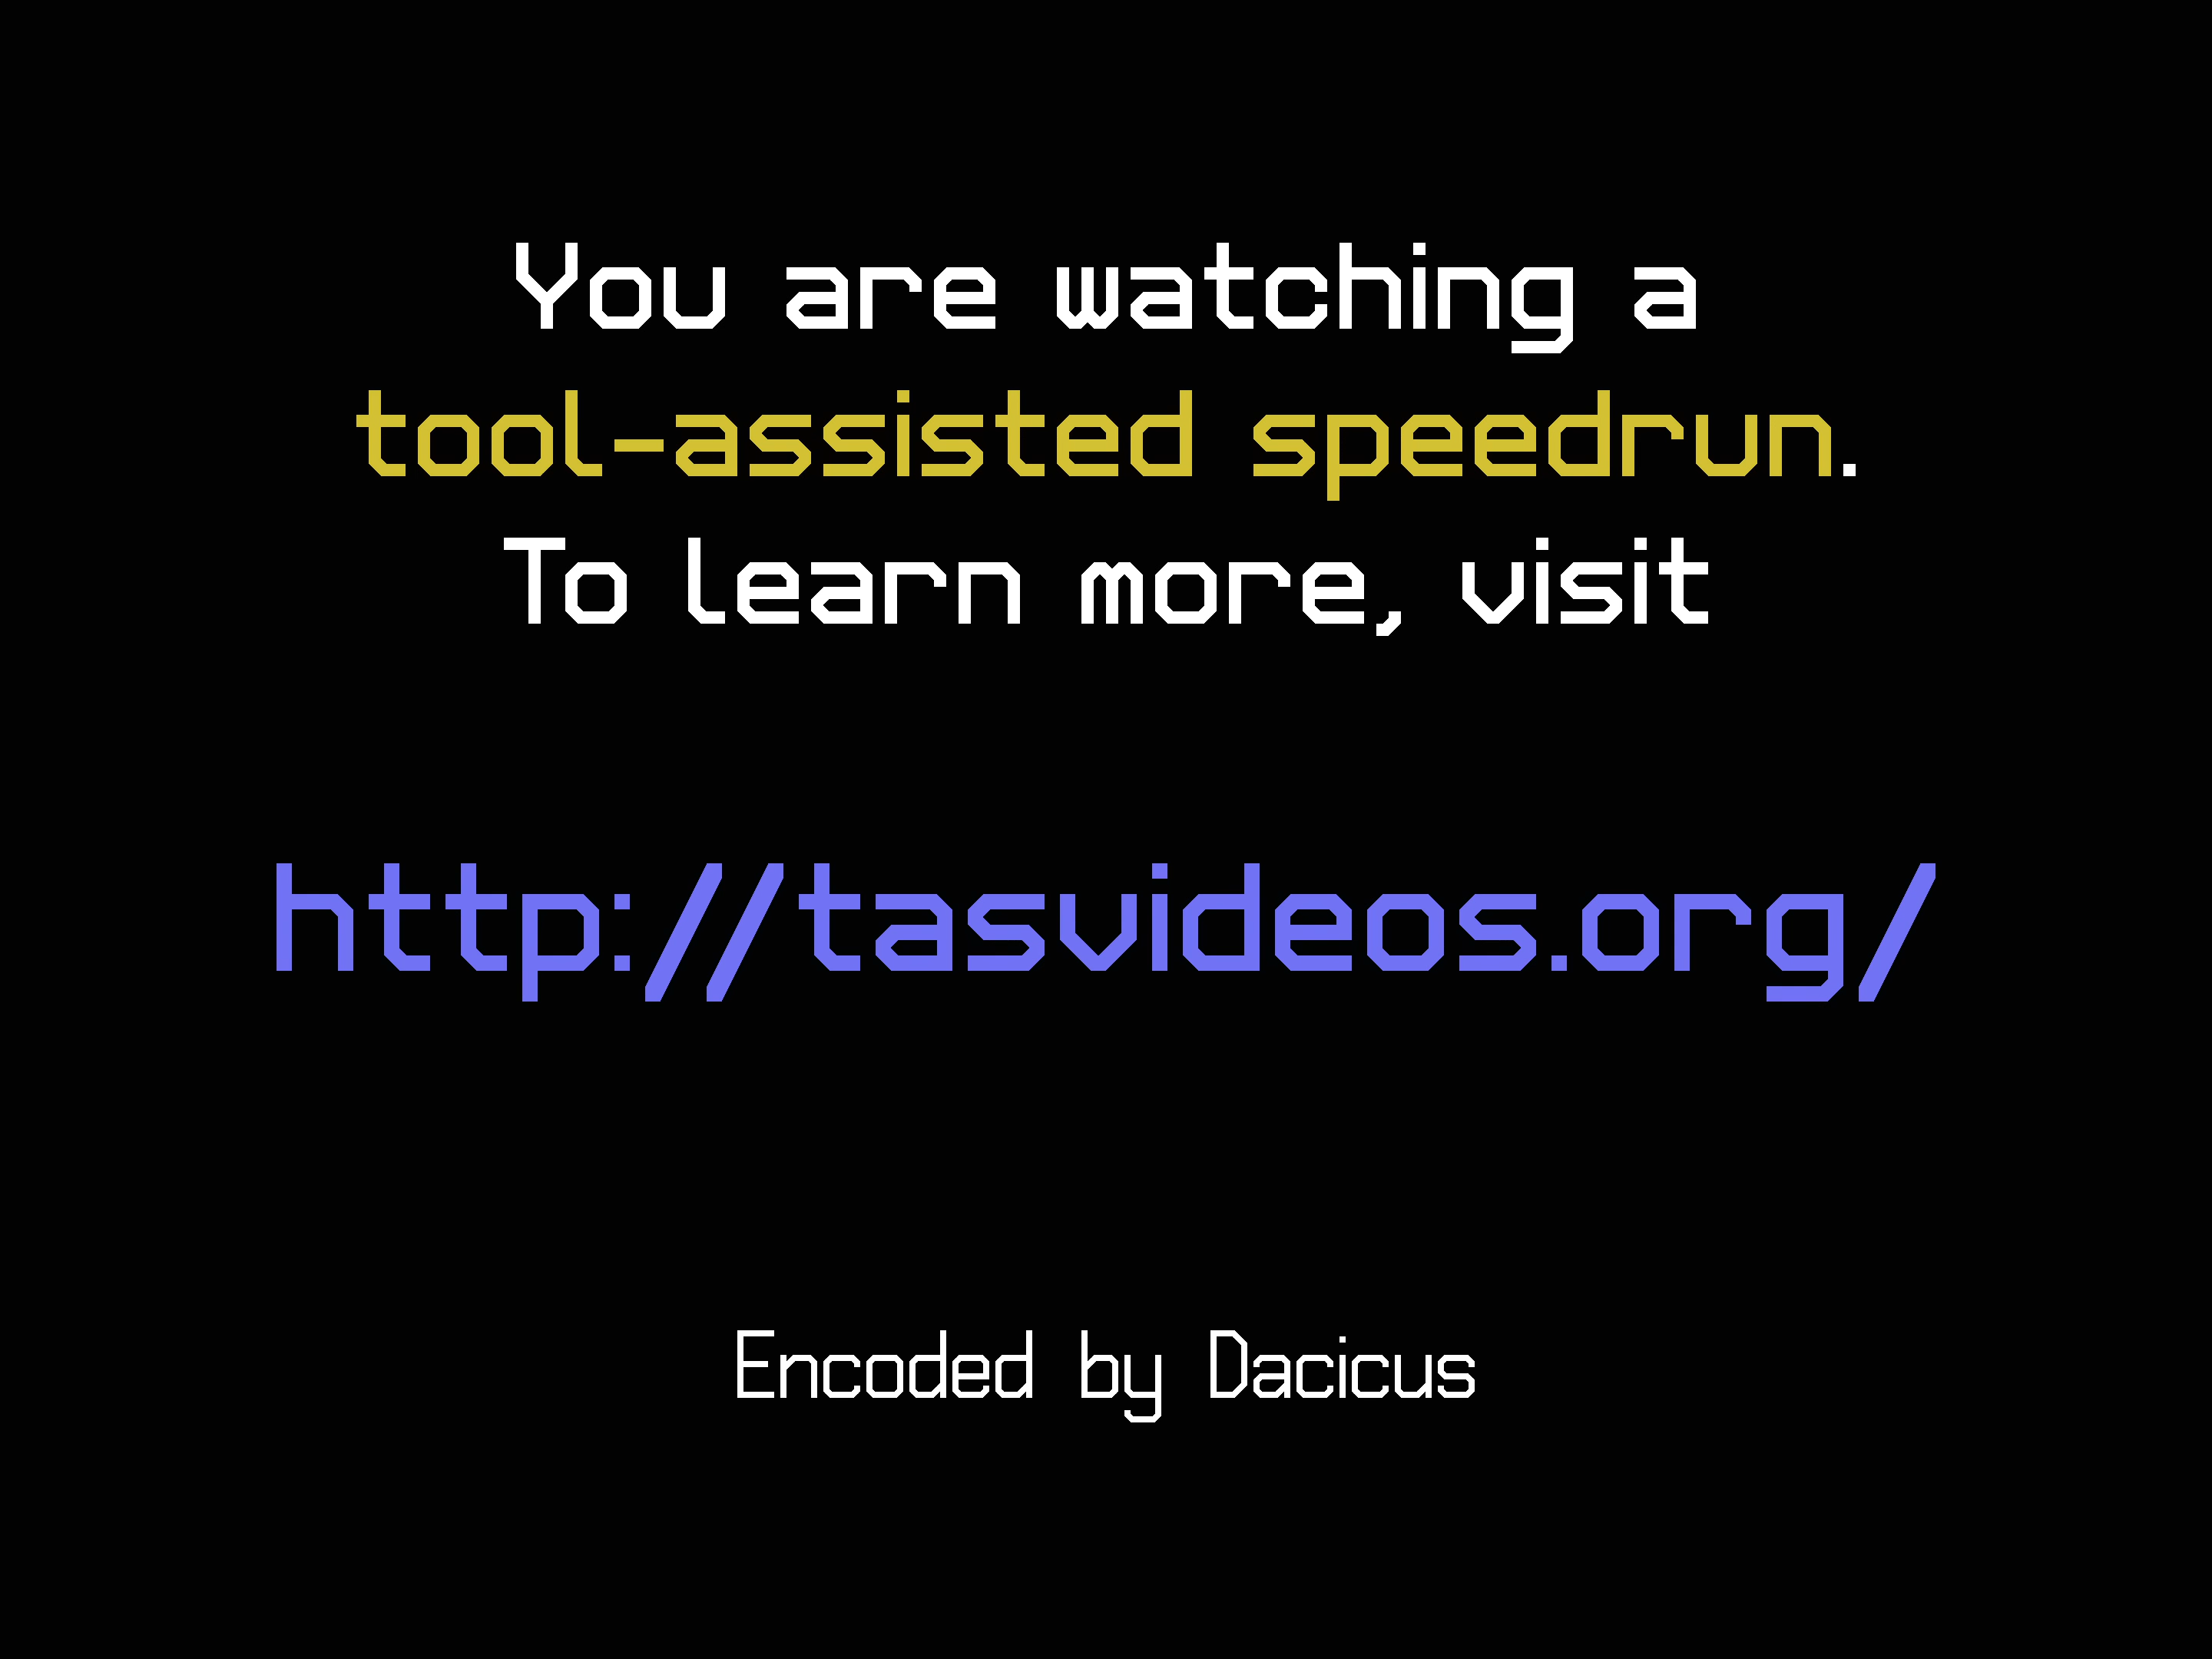 You are watching a
tool-assisted speedrun.
To learn more, visit
http://tasvideos.org/
Encoded by Dacicus